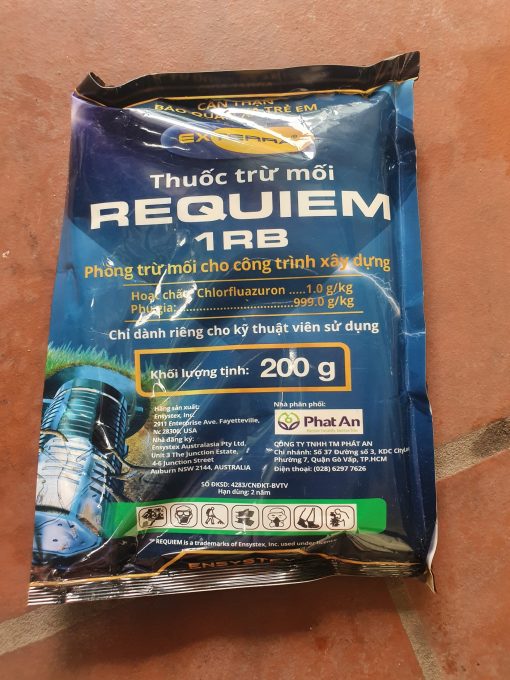 CẨN THẬN
BẢO QUẢN XA TRẺ EM
EXTERRA
Thuốc trừ mối
REQUIEM
1RB
Phòng trừ mối cho công trình xây dựng
Hoạt chất: Chlorfluazuron .....1.0 g/kg
Phụ gia:................................999.0 g/kg
Chỉ dành riêng cho kỹ thuật viên sử dụng
Khối lượng tịnh: 200 g
Hãng sản xuất:
Ensystex, Inc.
2911 Enterprise Ave, Fayetteville,
Nc 28306, USA
Nhà đăng ký:
Ensystex Australasia Pty Ltd,
Unit 3 The Junction Estate,
4-6 Junction Street
Auburn NSW 2144, AUSTRALIA
Nhà phân phối:
Phat An
CÔNG TY TNHH TM PHÁT AN
Chi nhánh: Số 37 Đường số 3, KDC CityLand
Phường 7, Quận Gò Vấp, TP.HCM
Điện thoại: (028) 6297 7626
SỐ ĐKSD: 4283/CNĐKT-BVTV
Hạn dùng: 2 năm
REQUIEM is a trademarks of Ensystex, Inc. used under
ENSYSTEX